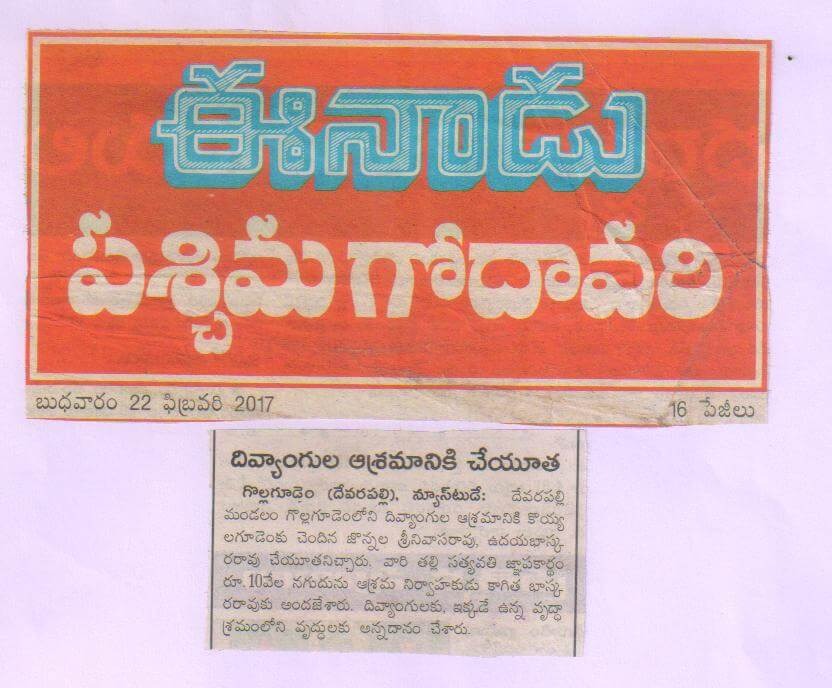 ఈనాడు
పశ్చిమగోదావరి
బుధవారం 22 ఫిబ్రవరి 2017
16 పేజీలు
దివ్యాంగుల ఆశ్రమానికి చేయూత
గొల్లగూడెం (దేవరపల్లి), న్యూస్‌టుడే: దేవరపల్లి
మండలం గొల్లగూడెంలోని దివ్యాంగుల ఆశ్రమానికి కొయ్య
లగూడెంకు చెందిన జొన్నల శ్రీనివాసరావు, ఉదయభాస్క
రరావు చేయూతనిచ్చారు. వారి తల్లి సత్యవతి జ్ఞాపకార్థం
రూ.10వేల నగుదును ఆశ్రమ నిర్వాహకుడు కాగిత భాస్క
రరావుకు అందజేశారు. దివ్యాంగులకు, ఇక్కడే ఉన్న వృద్ధా
శ్రమంలోని వృద్ధులకు అన్నదానం చేశారు.